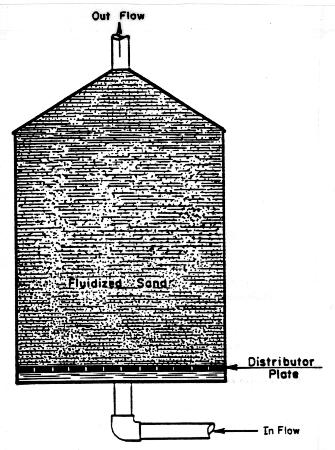 Out Flow
Fluidized Sand
Distributor
Plate
In Flow